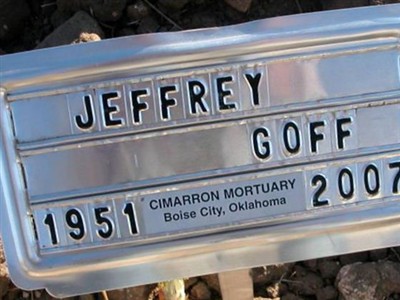 JEFFREY
GOFF
1951 CIMARRON MORTUARY 2007
Boise City, Oklahoma